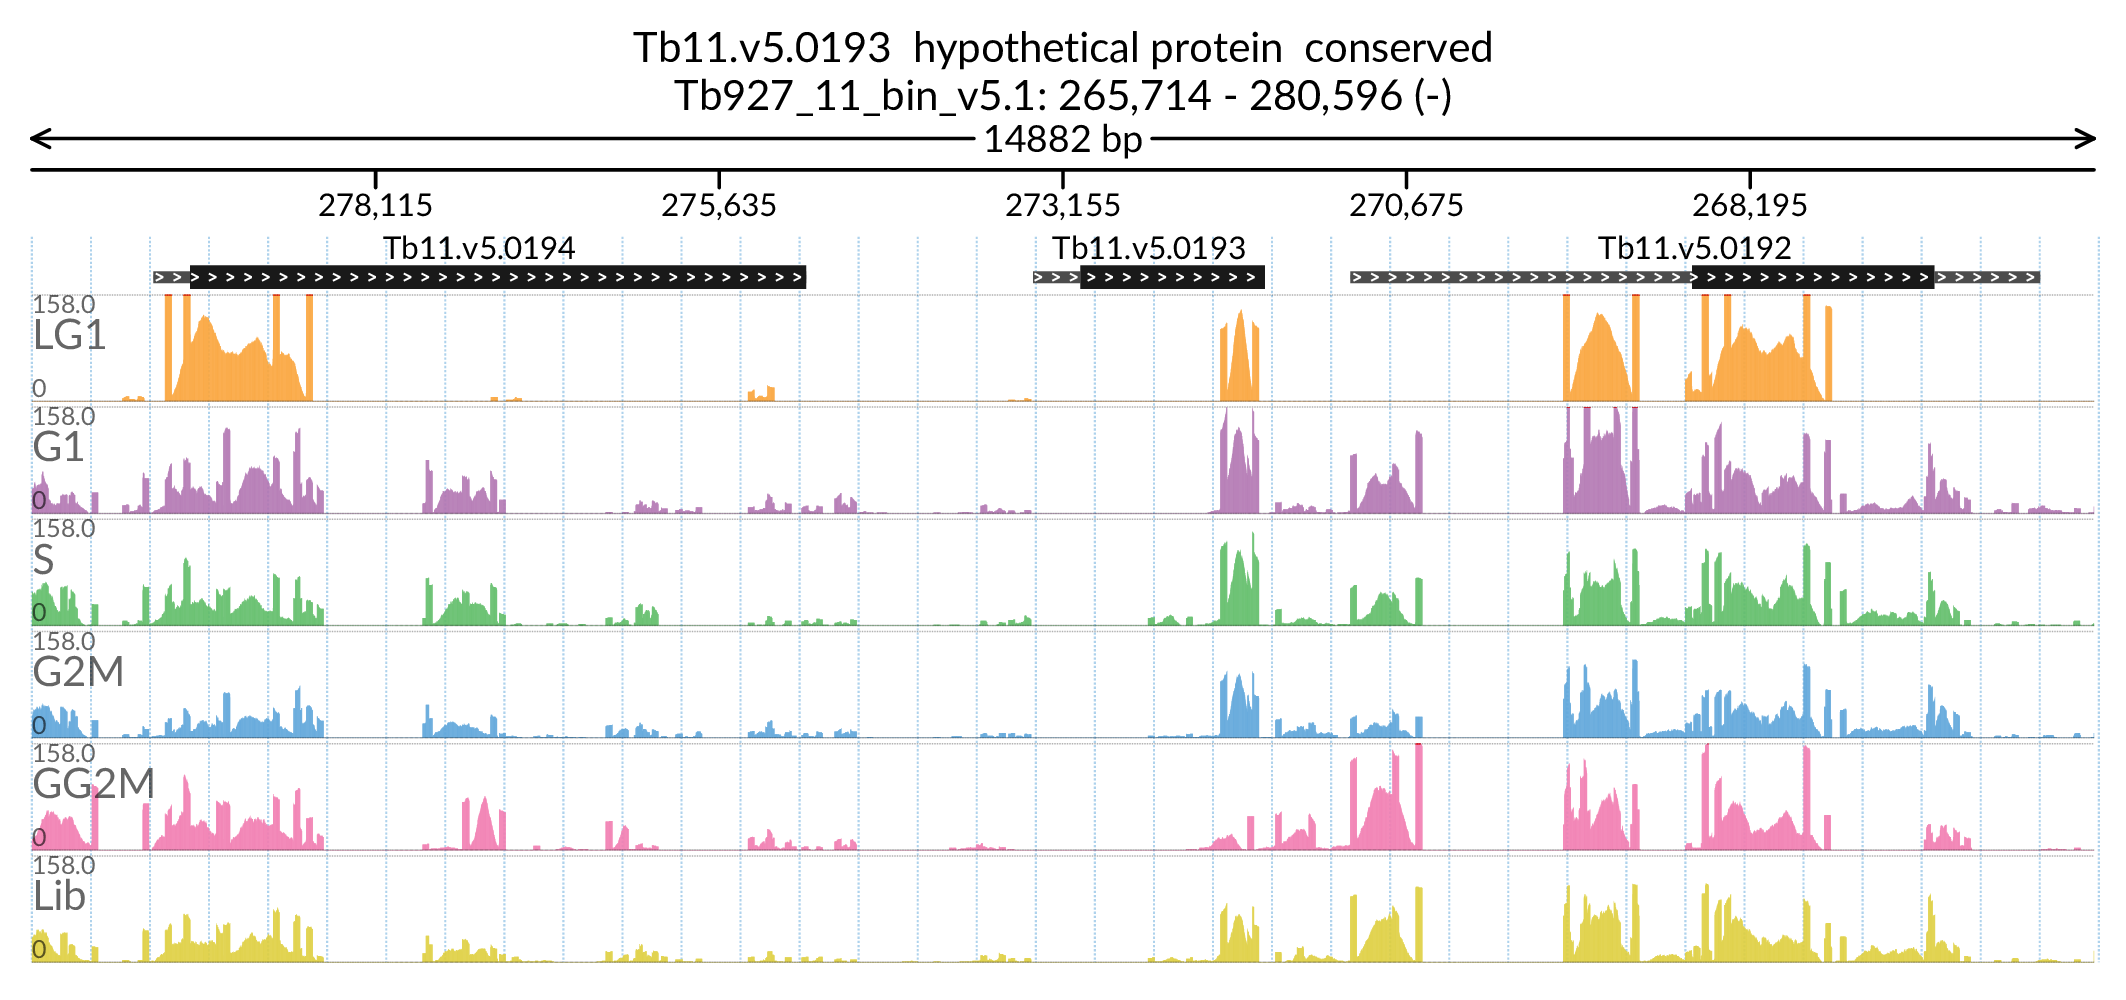 Tb11.v5.0193 hypothetical protein conserved
Tb927_11_bin_v5.1: 265,714 - 280,596 (-)
14882 bp
278,115 275,635 273,155 270,675 268,195
Tb11.v5.0194 Tb11.v5.0193 Tb11.v5.0192
158.0
LG1
0
158.0
G1
0
158.0
S
0
158.0
G2M
0
158.0
GG2M
0
158.0
Lib
0